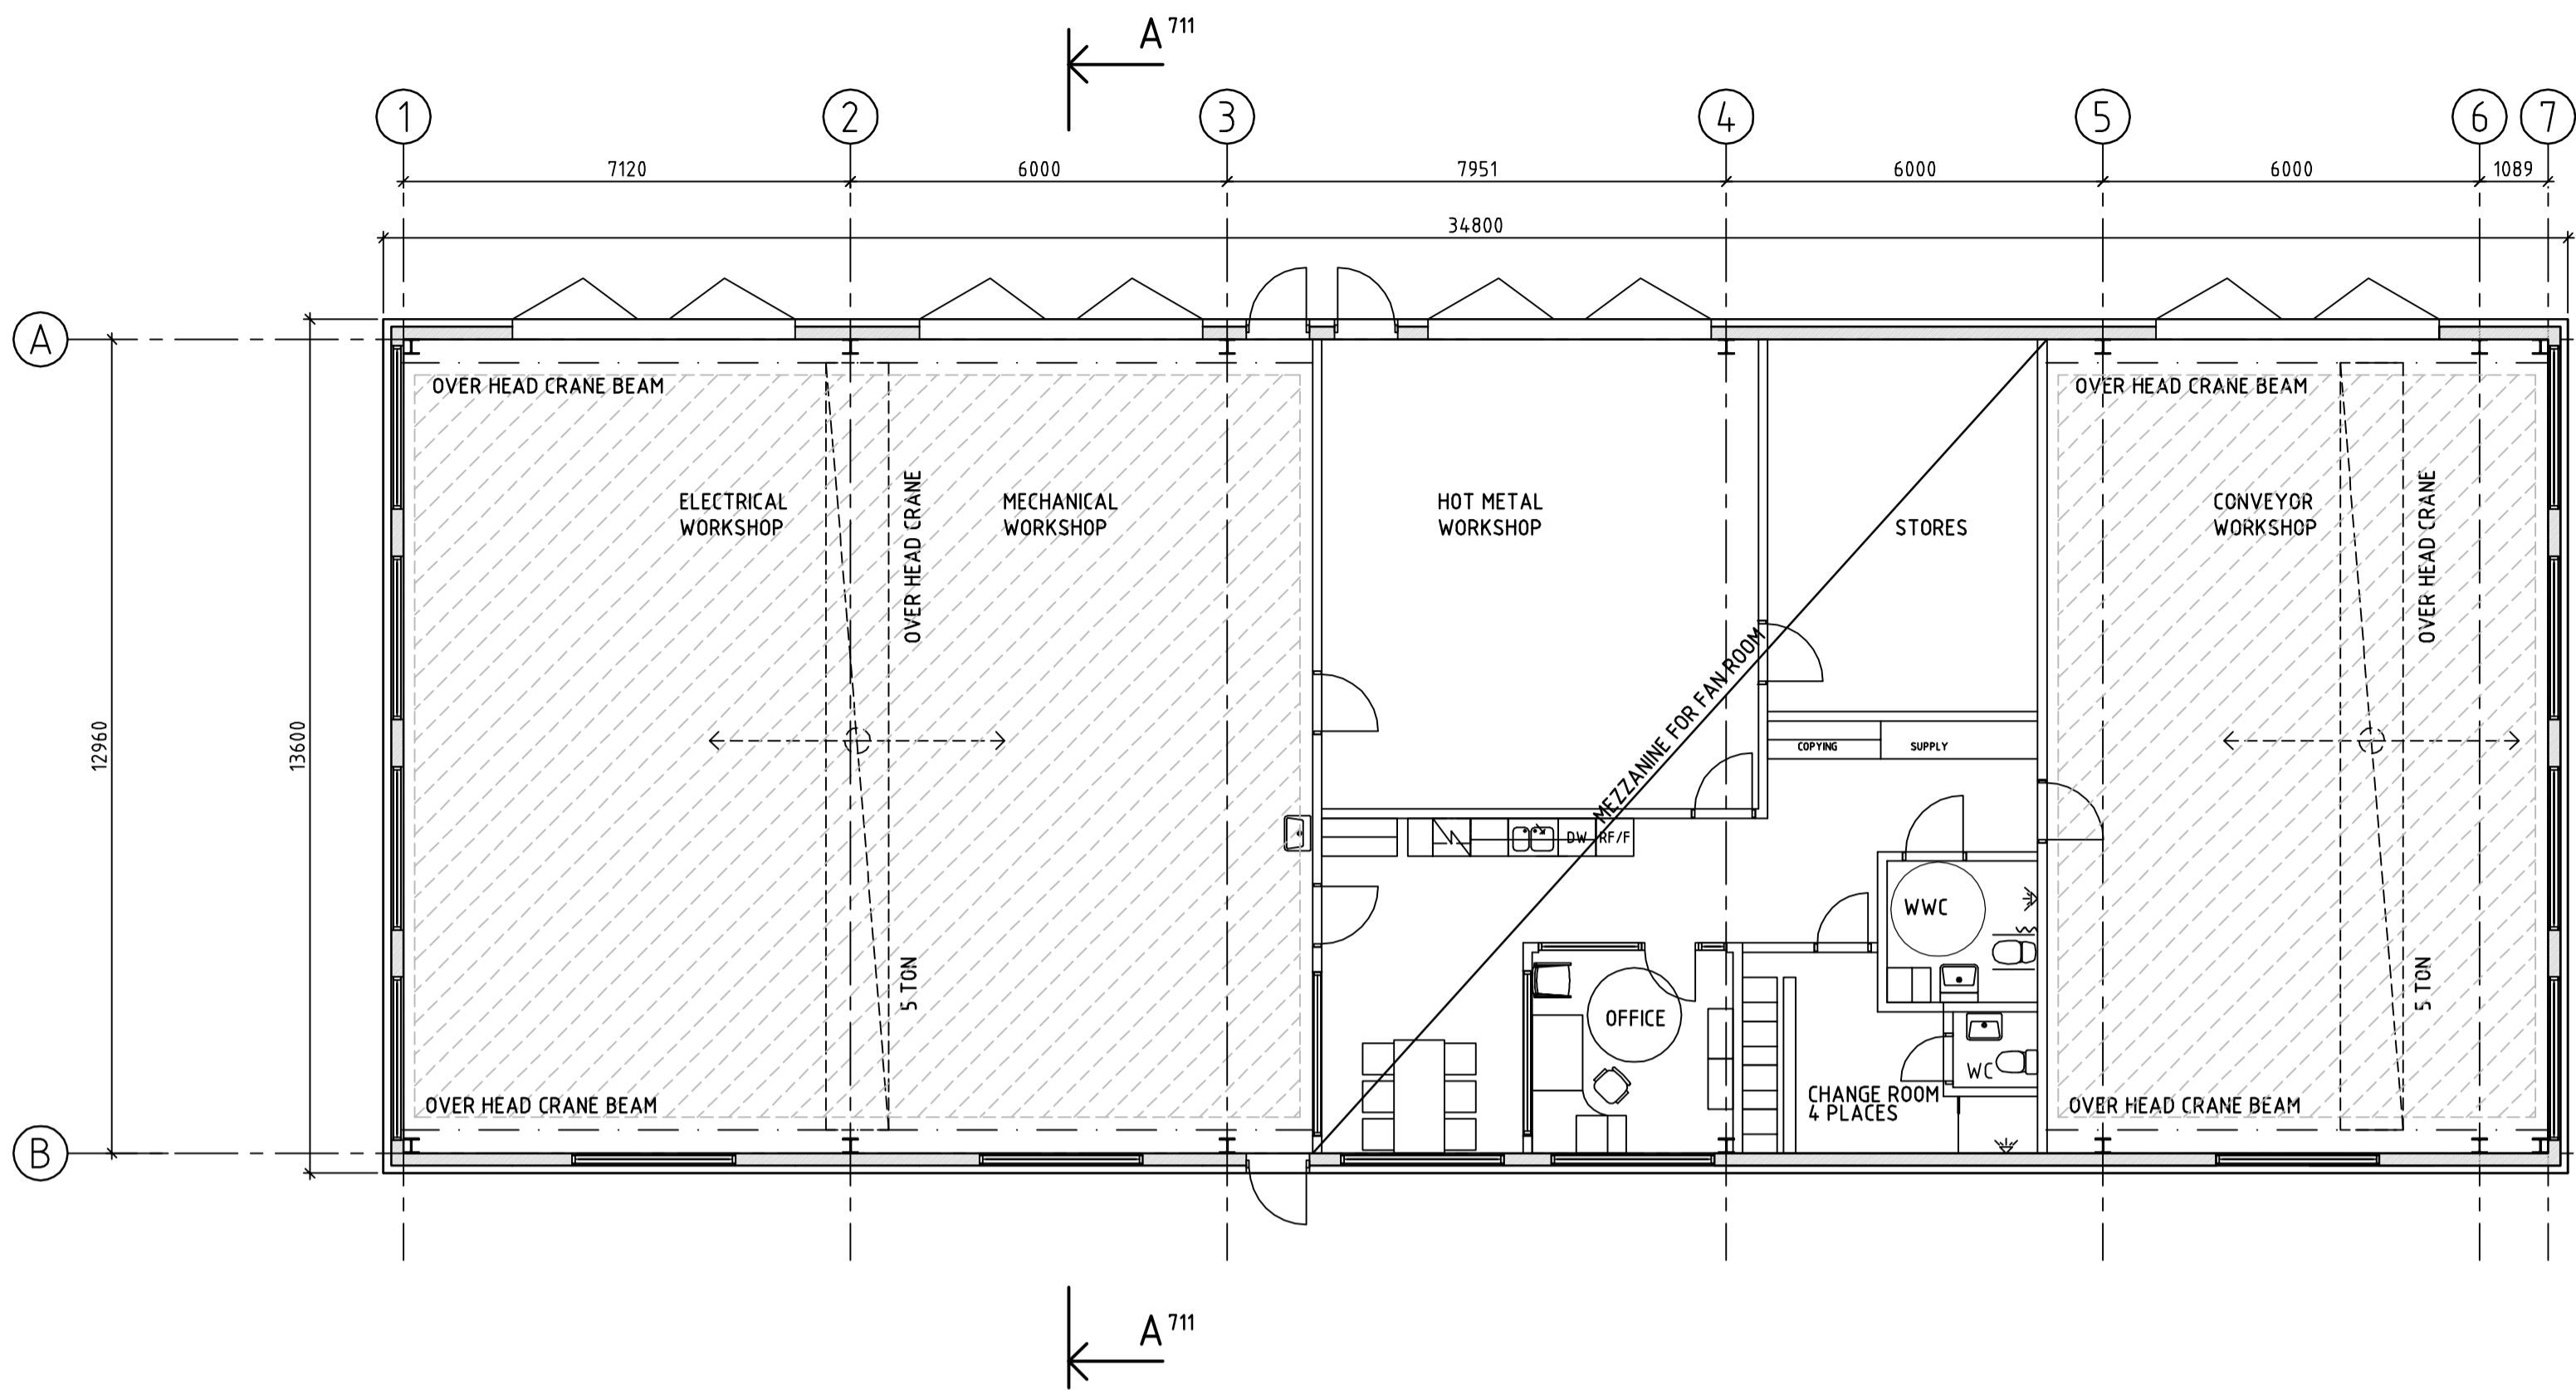 A 711
1
2
3
4
5
6
7
7120
6000
7951
6000
6000
1089
34800
A
OVER HEAD CRANE BEAM
OVER HEAD CRANE BEAM
ELECTRICAL
WORKSHOP
OVER HEAD CRANE
MECHANICAL
WORKSHOP
HOT METAL
WORKSHOP
STORES
CONVEYOR
WORKSHOP
OVER HEAD CRANE
MEZZANINE FOR FAN ROOM
12960
13600
COPYING
SUPPLY
DW
RF/F
WWC
5 TON
5 TON
OFFICE
WC
CHANGE ROOM
4 PLACES
OVER HEAD CRANE BEAM
OVER HEAD CRANE BEAM
B
A 711